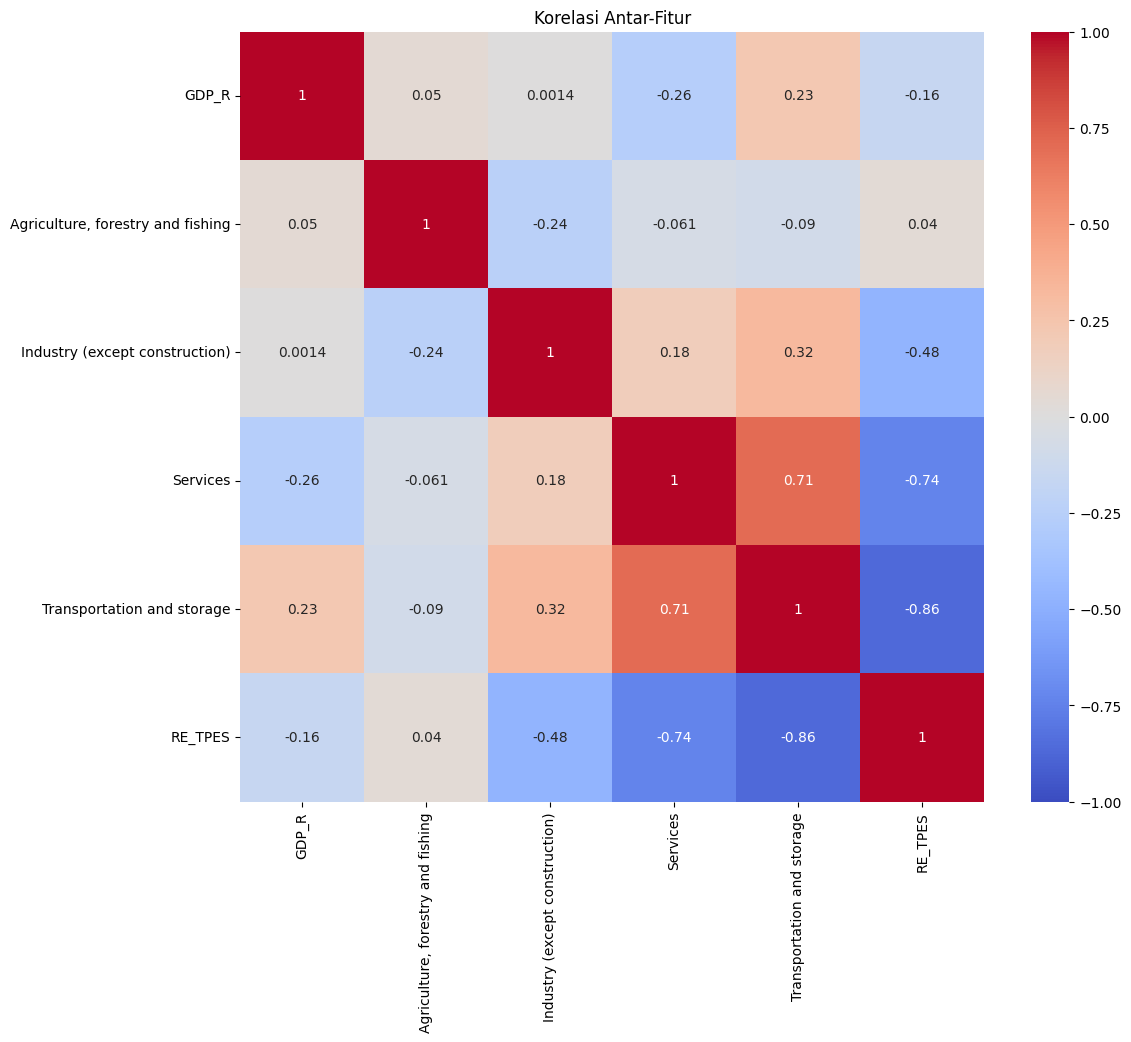 Korelasi Antar-Fitur
GDP_R 1 0.05 0.0014 -0.26 0.23 -0.16
Agriculture, forestry and fishing 0.05 1 -0.24 -0.061 -0.09 0.04
Industry (except construction) 0.0014 -0.24 1 0.18 0.32 -0.48
Services -0.26 -0.061 0.18 1 0.71 -0.74
Transportation and storage 0.23 -0.09 0.32 0.71 1 -0.86
RE_TPES -0.16 0.04 -0.48 -0.74 -0.86 1
GDP_R
Agriculture, forestry and fishing
Industry (except construction)
Services
Transportation and storage
RE_TPES
1.00
0.75
0.50
0.25
0.00
−0.25
−0.50
−0.75
−1.00